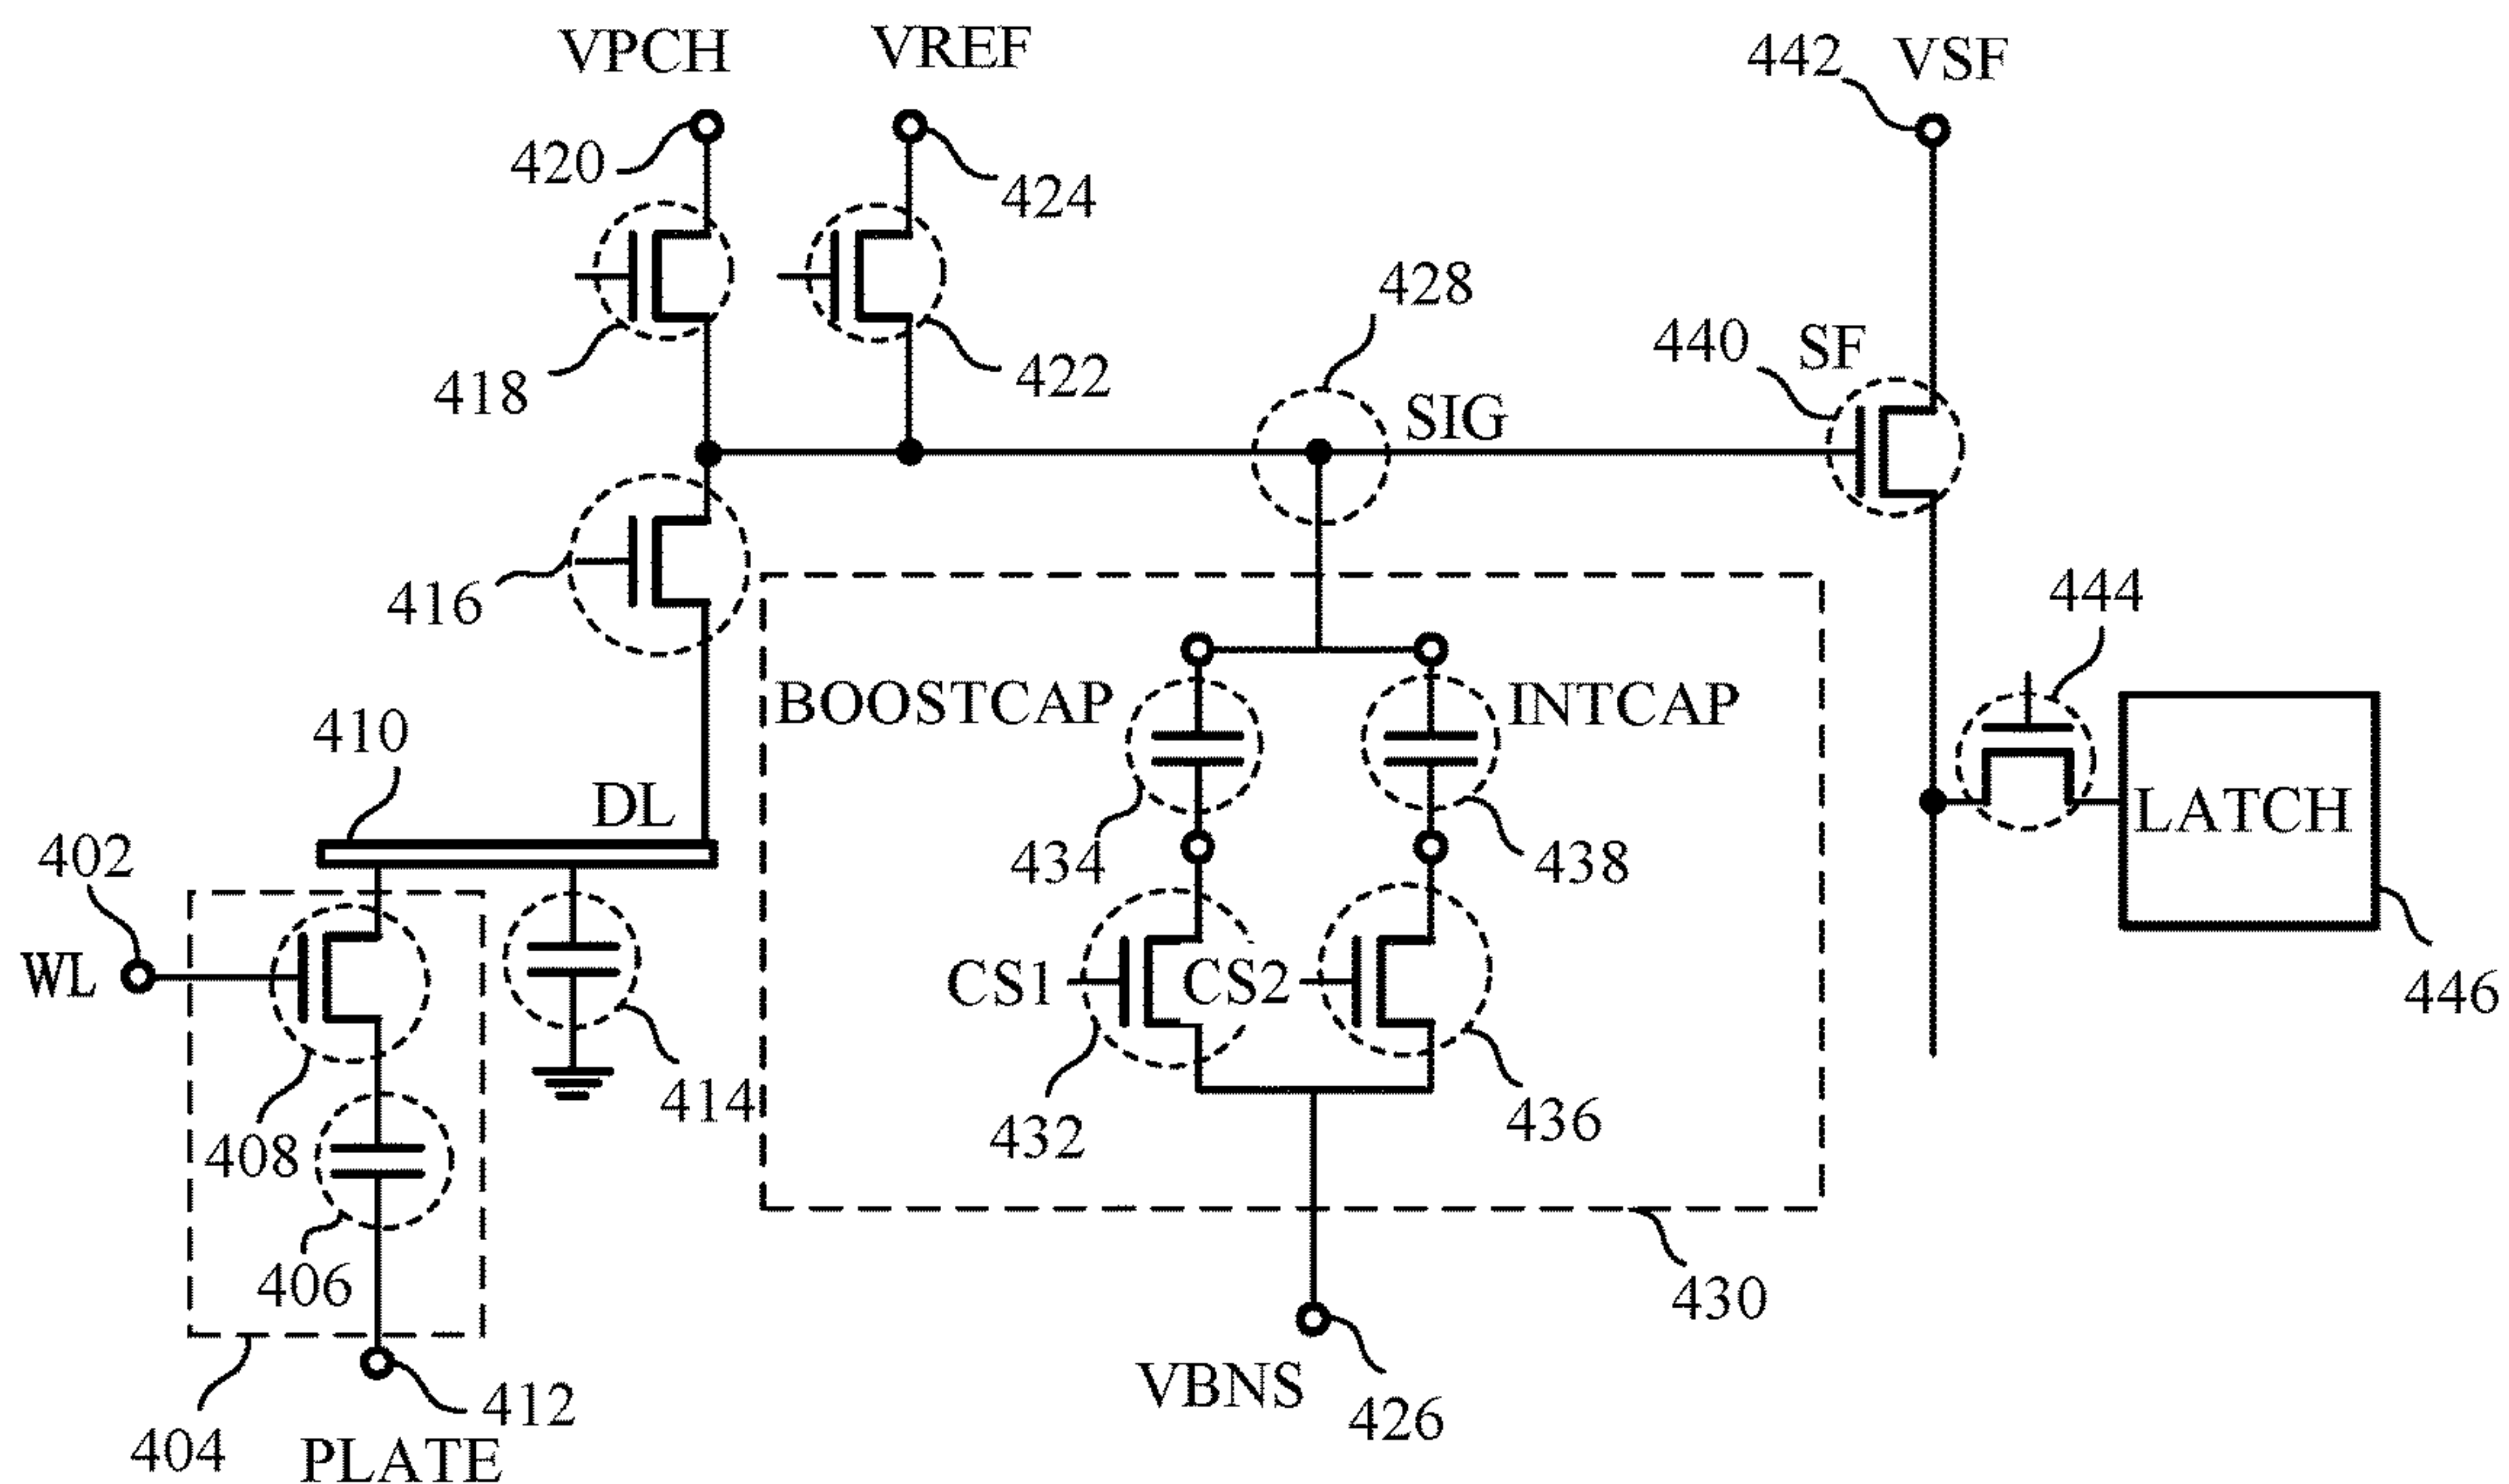 VPCH
VREF
442
VSF
420
424
428
440
SF
418
422
SIG
416
444
BOOSTCAP
INTCAP
410
DL
LATCH
402
434
438
WL
CS1
CS2
446
414
432
436
408
406
430
VBNS
412
426
404
PLATE